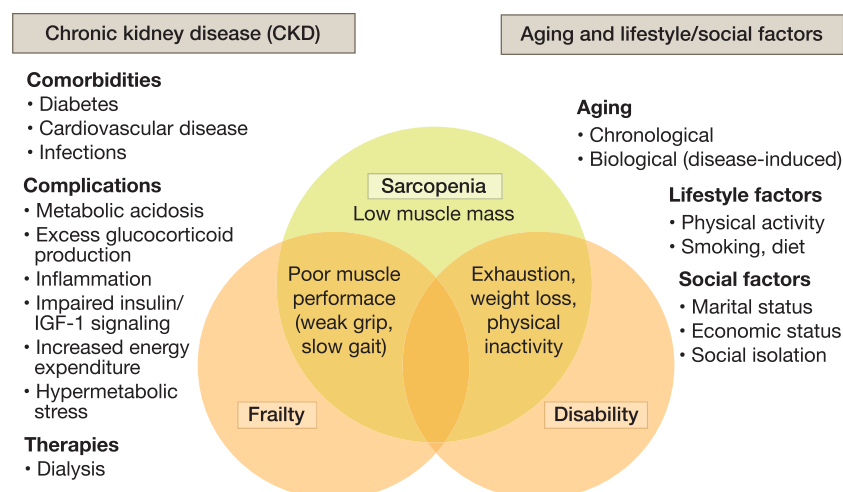 Chronic kidney disease (CKD)
Comorbidities
• Diabetes
• Cardiovascular disease
• Infections
Complications
• Metabolic acidosis
• Excess glucocorticoid
production
• Inflammation
• Impaired insulin/
IGF-1 signaling
• Increased energy
expenditure
• Hypermetabolic
stress
Therapies
• Dialysis
Sarcopenia
Low muscle mass
Poor muscle
performace
(weak grip,
slow gait)
Exhaustion,
weight loss,
physical
inactivity
Frailty
Disability
Aging and lifestyle/social factors
Aging
• Chronological
• Biological (disease-induced)
Lifestyle factors
• Physical activity
• Smoking, diet
Social factors
• Marital status
• Economic status
• Social isolation